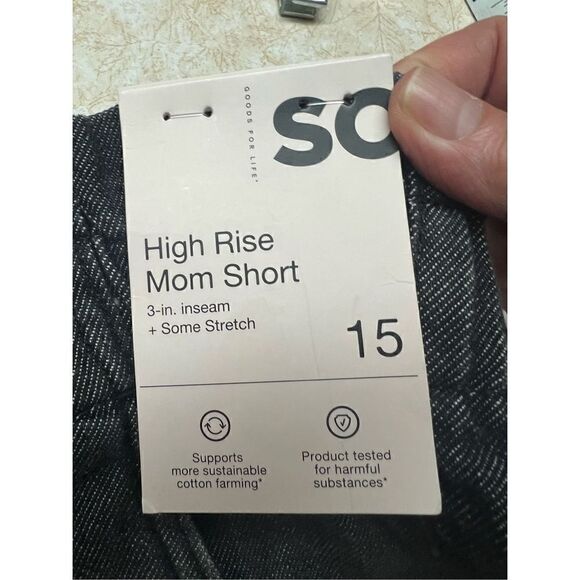 GOODS FOR LIFE
SO
High Rise
Mom Short
3-in. inseam
+ Some Stretch
15
Supports
more sustainable
cotton farming*
Product tested
for harmful
substances*